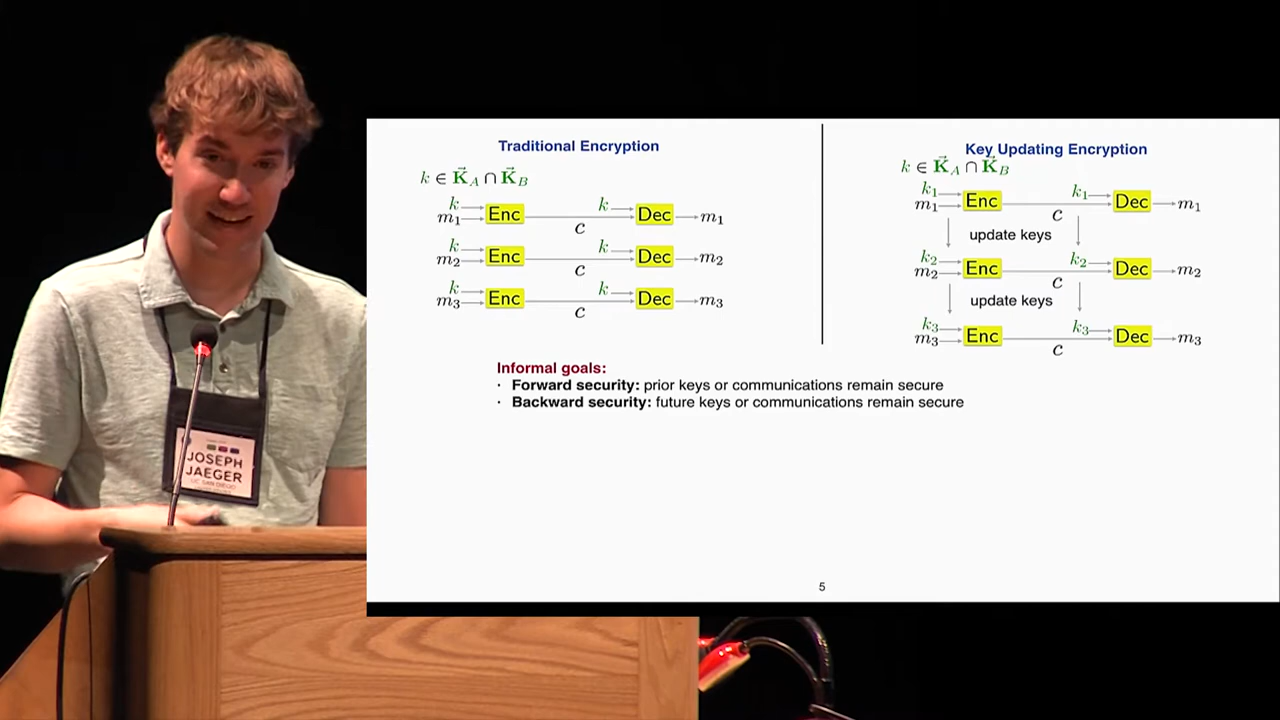 JOSEPH
JAEGER
UC SAN DIEGO
Traditional Encryption
k ∈ K⃗_A ∩ K⃗_B
k
k
m₁ Enc Dec m₁
c
k
k
m₂ Enc Dec m₂
c
k
k
m₃ Enc Dec m₃
c
Key Updating Encryption
k ∈ K⃗_A ∩ K⃗_B
k₁
k₁
m₁ Enc Dec m₁
c
update keys
k₂
k₂
m₂ Enc Dec m₂
c
update keys
k₃
k₃
m₃ Enc Dec m₃
c
Informal goals:
· Forward security: prior keys or communications remain secure
· Backward security: future keys or communications remain secure
5